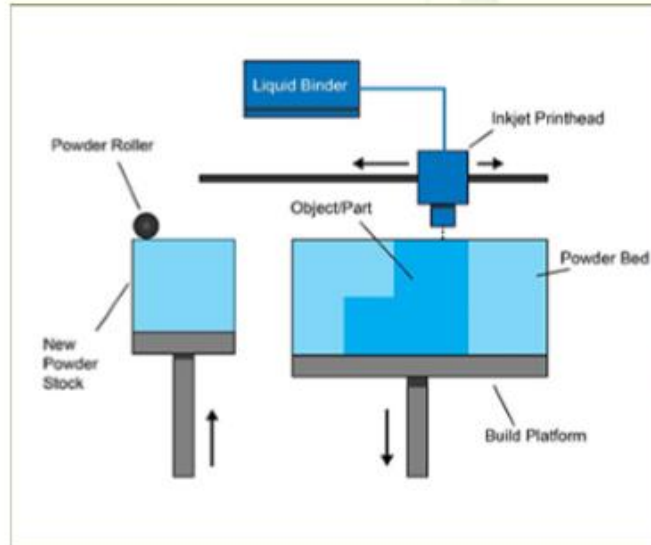 Liquid Binder
Inkjet Printhead
Powder Roller
Object/Part
Powder Bed
New
Powder
Stock
Build Platform